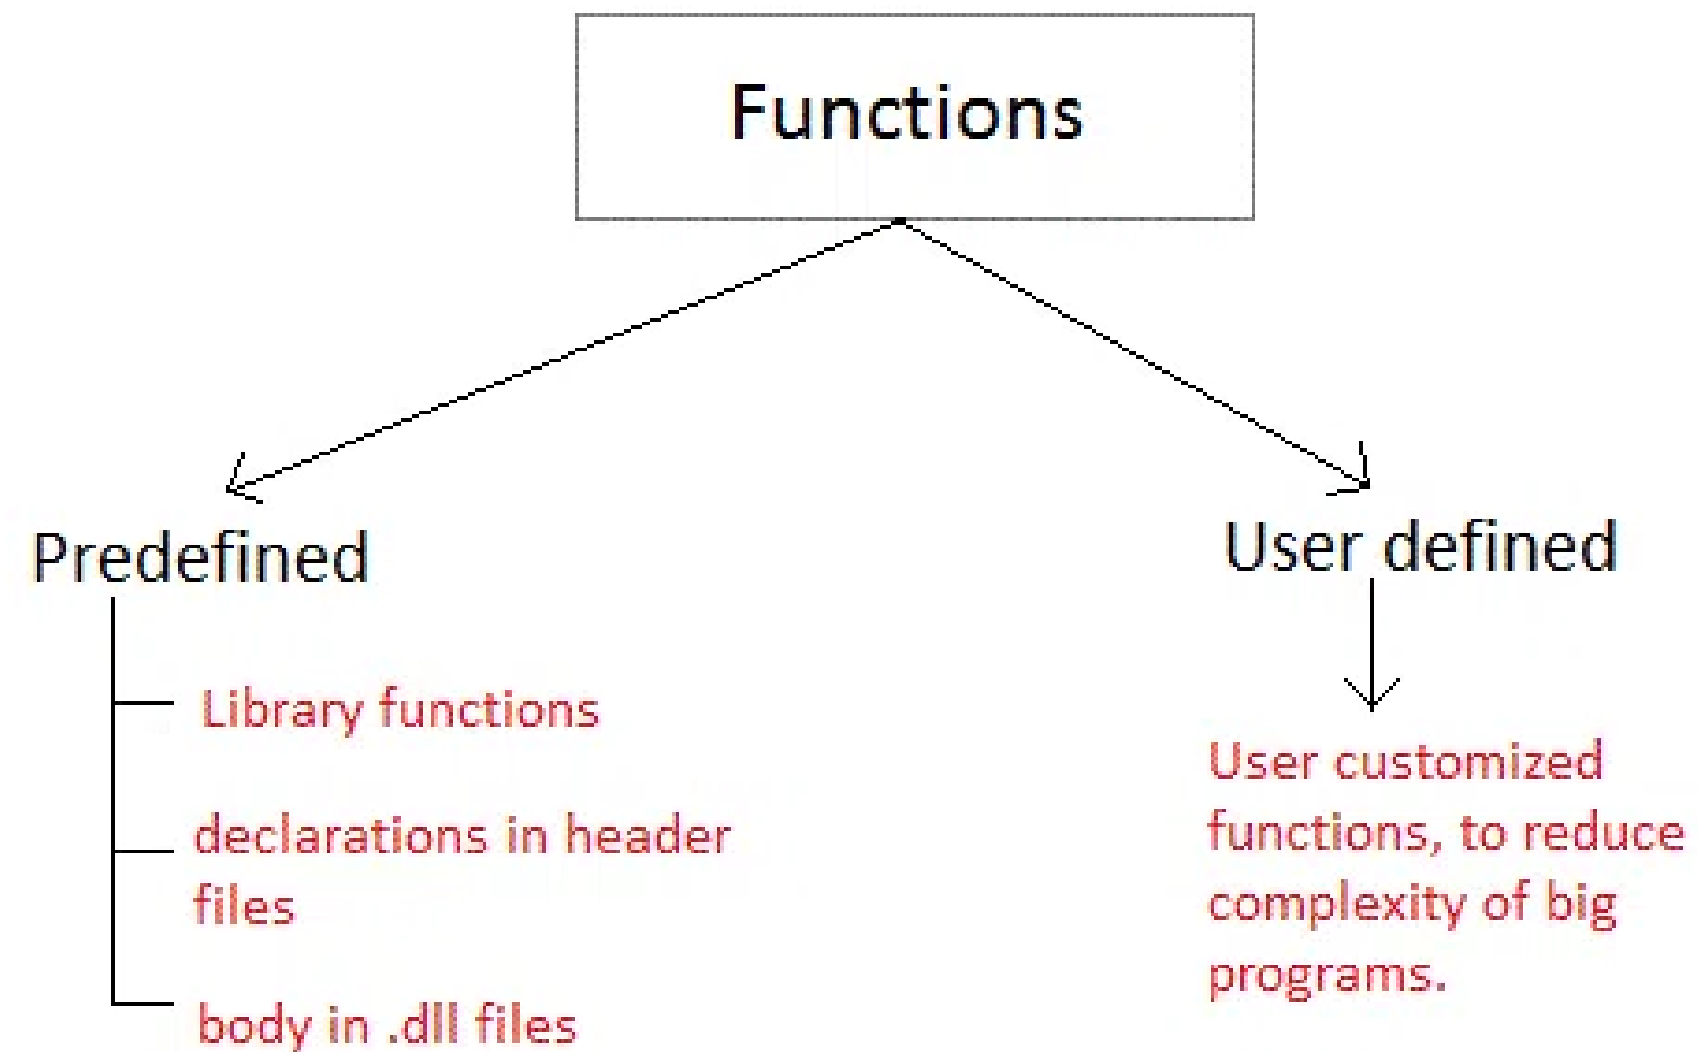 Functions
Predefined
Library functions
declarations in header
files
body in .dll files
User defined
User customized
functions, to reduce
complexity of big
programs.